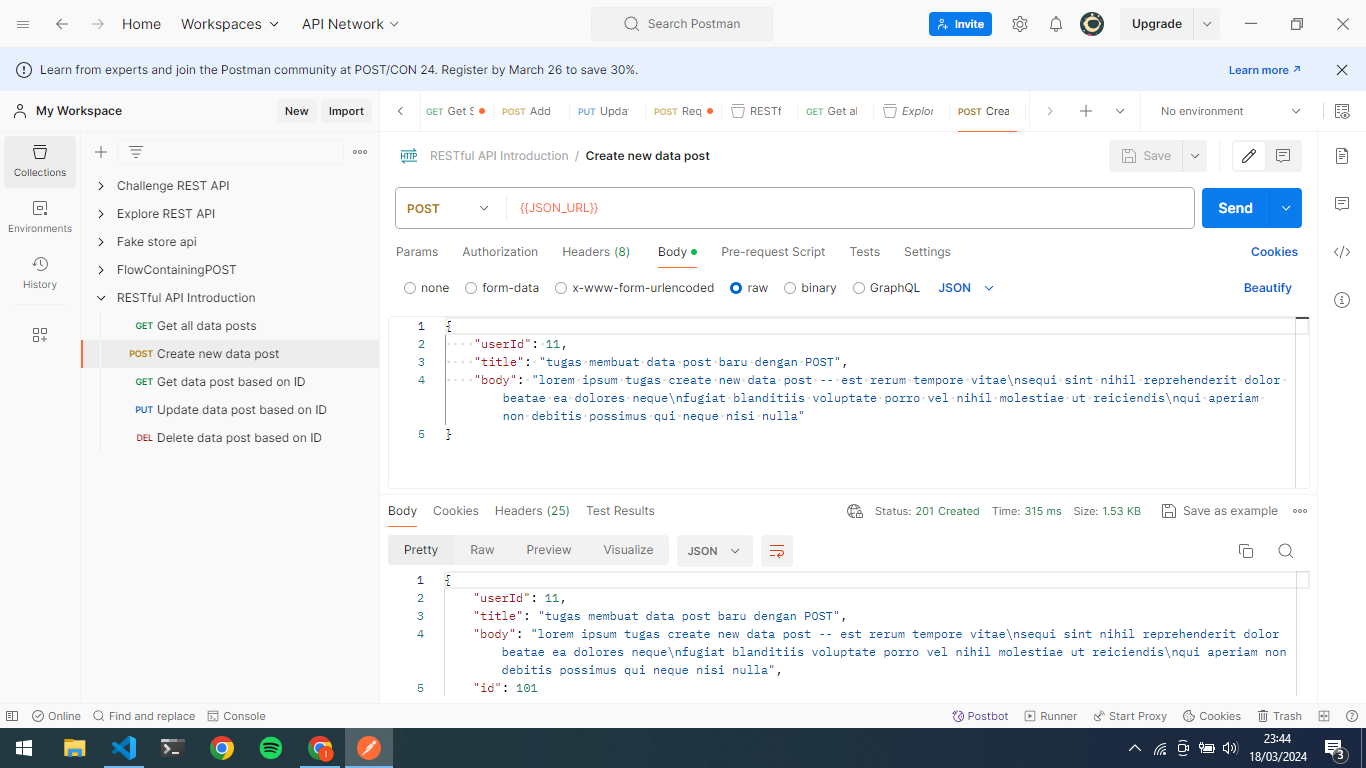 Home
Workspaces
API Network
Search Postman
Invite
Upgrade
Learn from experts and join the Postman community at POST/CON 24. Register by March 26 to save 30%.
Learn more
My Workspace
New
Import
GET Get S
POST Add
PUT Updat
POST Req
RESTf
GET Get al
Explor
POST Crea
No environment
Collections
Environments
History
Challenge REST API
Explore REST API
Fake store api
FlowContainingPOST
RESTful API Introduction
GET Get all data posts
POST Create new data post
GET Get data post based on ID
PUT Update data post based on ID
DEL Delete data post based on ID
HTTP
RESTful API Introduction / Create new data post
Save
POST
{{JSON_URL}}
Send
Params
Authorization
Headers (8)
Body
Pre-request Script
Tests
Settings
Cookies
none
form-data
x-www-form-urlencoded
raw
binary
GraphQL
JSON
Beautify
1 {
2 "userId": 11,
3 "title": "tugas membuat data post baru dengan POST",
4 "body": "lorem ipsum tugas create new data post -- est rerum tempore vitae\nsequi sint nihil reprehenderit dolor
beatae ea dolores neque\nfugiat blanditiis voluptate porro vel nihil molestiae ut reiciendis\nqui aperiam
non debitis possimus qui neque nisi nulla"
5 }
Body
Cookies
Headers (25)
Test Results
Status: 201 Created
Time: 315 ms
Size: 1.53 KB
Save as example
Pretty
Raw
Preview
Visualize
JSON
1 {
2 "userId": 11,
3 "title": "tugas membuat data post baru dengan POST",
4 "body": "lorem ipsum tugas create new data post -- est rerum tempore vitae\nsequi sint nihil reprehenderit dolor
beatae ea dolores neque\nfugiat blanditiis voluptate porro vel nihil molestiae ut reiciendis\nqui aperiam non
debitis possimus qui neque nisi nulla",
5 "id": 101
Online
Find and replace
Console
Postbot
Runner
Start Proxy
Cookies
Trash
23:44
18/03/2024
3